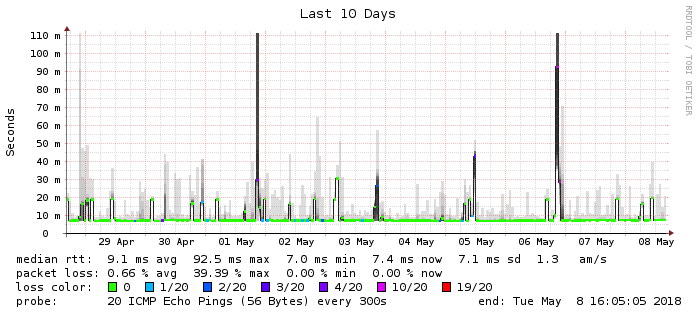 Last 10 Days
RRDTOOL / TOBI OETIKER
Seconds
110 m
100 m
90 m
80 m
70 m
60 m
50 m
40 m
30 m
20 m
10 m
0
29 Apr 30 Apr 01 May 02 May 03 May 04 May 05 May 06 May 07 May 08 May
median rtt: 9.1 ms avg 92.5 ms max 7.0 ms min 7.4 ms now 7.1 ms sd 1.3 am/s
packet loss: 0.66 % avg 39.39 % max 0.00 % min 0.00 % now
loss color: 0 1/20 2/20 3/20 4/20 10/20 19/20
probe: 20 ICMP Echo Pings (56 Bytes) every 300s end: Tue May 8 16:05:05 2018